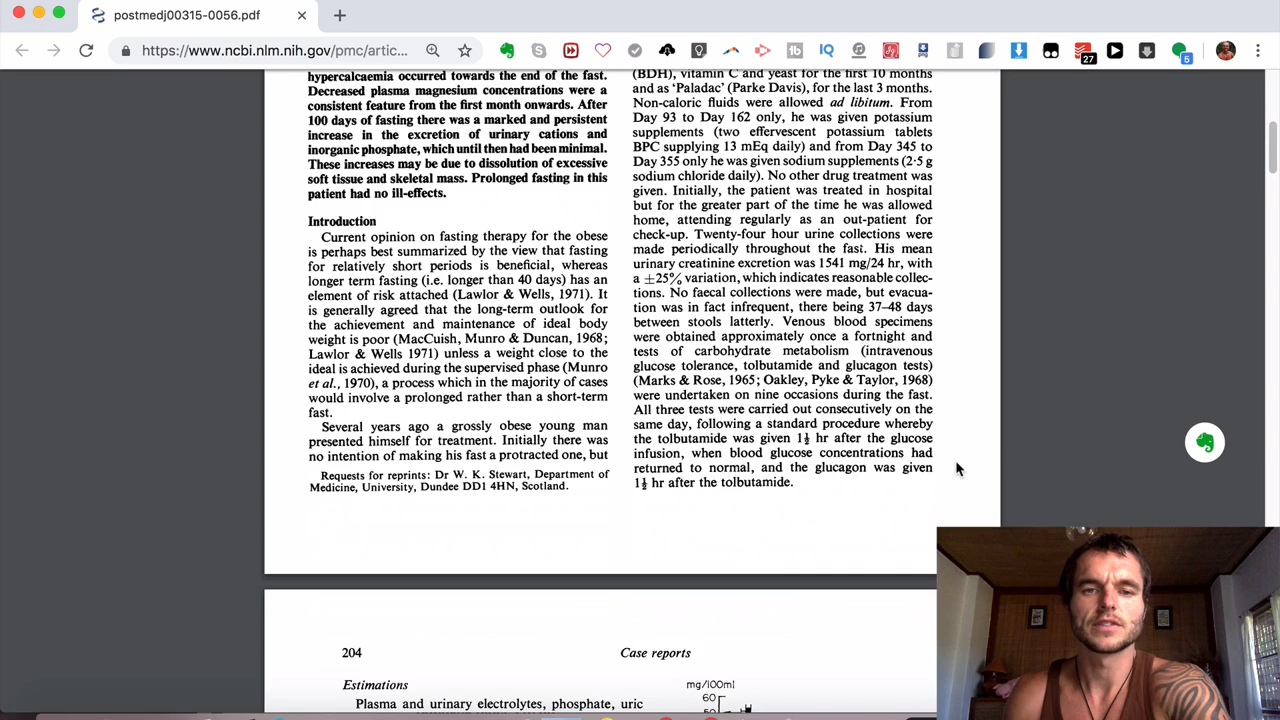 postmedj00315-0056.pdf
https://www.ncbi.nlm.nih.gov/pmc/artic...
27
5
hypercalcaemia occurred towards the end of the fast.
Decreased plasma magnesium concentrations were a
consistent feature from the first month onwards. After
100 days of fasting there was a marked and persistent
increase in the excretion of urinary cations and
inorganic phosphate, which until then had been minimal.
These increases may be due to dissolution of excessive
soft tissue and skeletal mass. Prolonged fasting in this
patient had no ill-effects.
Introduction
Current opinion on fasting therapy for the obese
is perhaps best summarized by the view that fasting
for relatively short periods is beneficial, whereas
longer term fasting (i.e. longer than 40 days) has an
element of risk attached (Lawlor & Wells, 1971). It
is generally agreed that the long-term outlook for
the achievement and maintenance of ideal body
weight is poor (MacCuish, Munro & Duncan, 1968;
Lawlor & Wells 1971) unless a weight close to the
ideal is achieved during the supervised phase (Munro
et al., 1970), a process which in the majority of cases
would involve a prolonged rather than a short-term
fast.
Several years ago a grossly obese young man
presented himself for treatment. Initially there was
no intention of making his fast a protracted one, but
Requests for reprints: Dr W. K. Stewart, Department of
Medicine, University, Dundee DD1 4HN, Scotland.
(BDH), vitamin C and yeast for the first 10 months
and as 'Paladac' (Parke Davis), for the last 3 months.
Non-caloric fluids were allowed ad libitum. From
Day 93 to Day 162 only, he was given potassium
supplements (two effervescent potassium tablets
BPC supplying 13 mEq daily) and from Day 345 to
Day 355 only he was given sodium supplements (2·5 g
sodium chloride daily). No other drug treatment was
given. Initially, the patient was treated in hospital
but for the greater part of the time he was allowed
home, attending regularly as an out-patient for
check-up. Twenty-four hour urine collections were
made periodically throughout the fast. His mean
urinary creatinine excretion was 1541 mg/24 hr, with
a ±25% variation, which indicates reasonable collec-
tions. No faecal collections were made, but evacua-
tion was in fact infrequent, there being 37–48 days
between stools latterly. Venous blood specimens
were obtained approximately once a fortnight and
tests of carbohydrate metabolism (intravenous
glucose tolerance, tolbutamide and glucagon tests)
(Marks & Rose, 1965; Oakley, Pyke & Taylor, 1968)
were undertaken on nine occasions during the fast.
All three tests were carried out consecutively on the
same day, following a standard procedure whereby
the tolbutamide was given 1½ hr after the glucose
infusion, when blood glucose concentrations had
returned to normal, and the glucagon was given
1½ hr after the tolbutamide.
204
Case reports
Estimations
Plasma and urinary electrolytes, phosphate, uric
mg/100ml
60